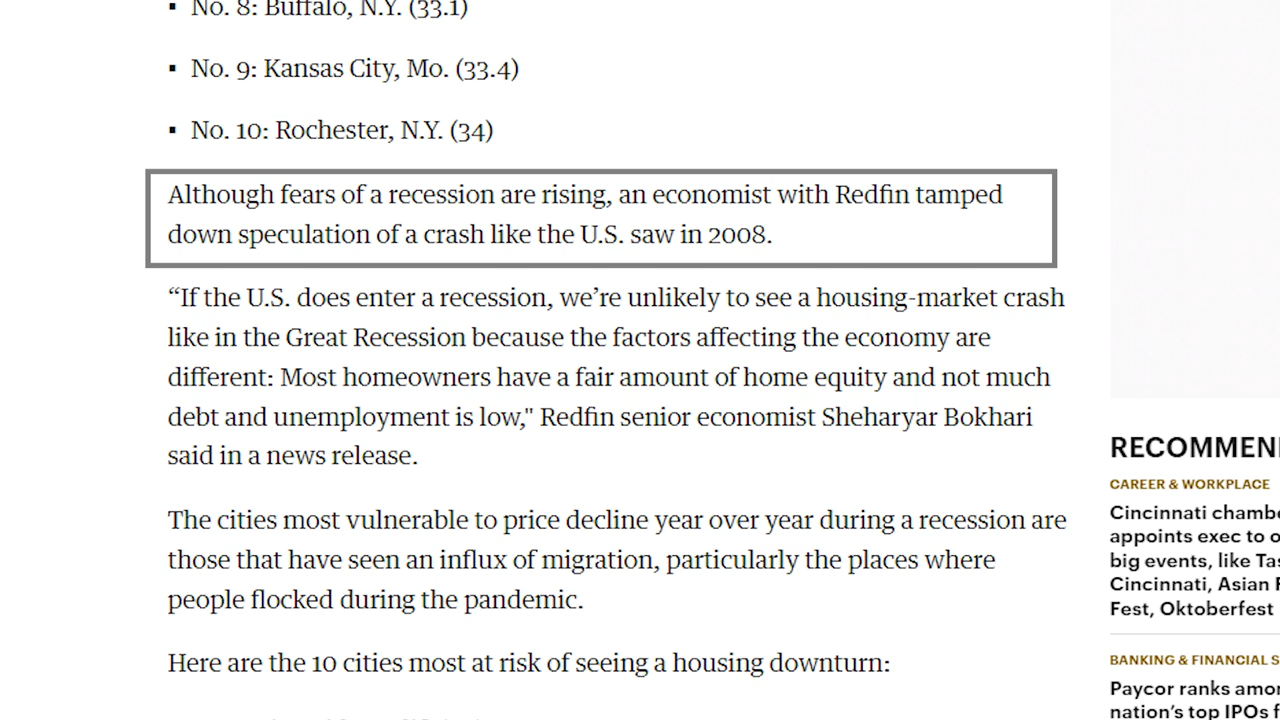 ▪ No. 8: Buffalo, N.Y. (33.1)
▪ No. 9: Kansas City, Mo. (33.4)
▪ No. 10: Rochester, N.Y. (34)
Although fears of a recession are rising, an economist with Redfin tamped
down speculation of a crash like the U.S. saw in 2008.
“If the U.S. does enter a recession, we’re unlikely to see a housing-market crash
like in the Great Recession because the factors affecting the economy are
different: Most homeowners have a fair amount of home equity and not much
debt and unemployment is low," Redfin senior economist Sheharyar Bokhari
said in a news release.
The cities most vulnerable to price decline year over year during a recession are
those that have seen an influx of migration, particularly the places where
people flocked during the pandemic.
Here are the 10 cities most at risk of seeing a housing downturn:
RECOMMEN
CAREER & WORKPLACE
Cincinnati chamb
appoints exec to o
big events, like Tas
Cincinnati, Asian F
Fest, Oktoberfest
BANKING & FINANCIAL S
Paycor ranks amo
nation's top IPOs f